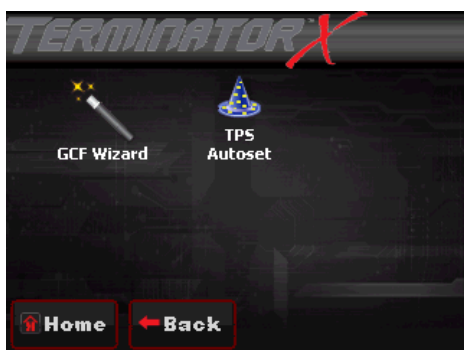 TERMINATOR X
GCF Wizard
TPS
Autoset
Home
Back